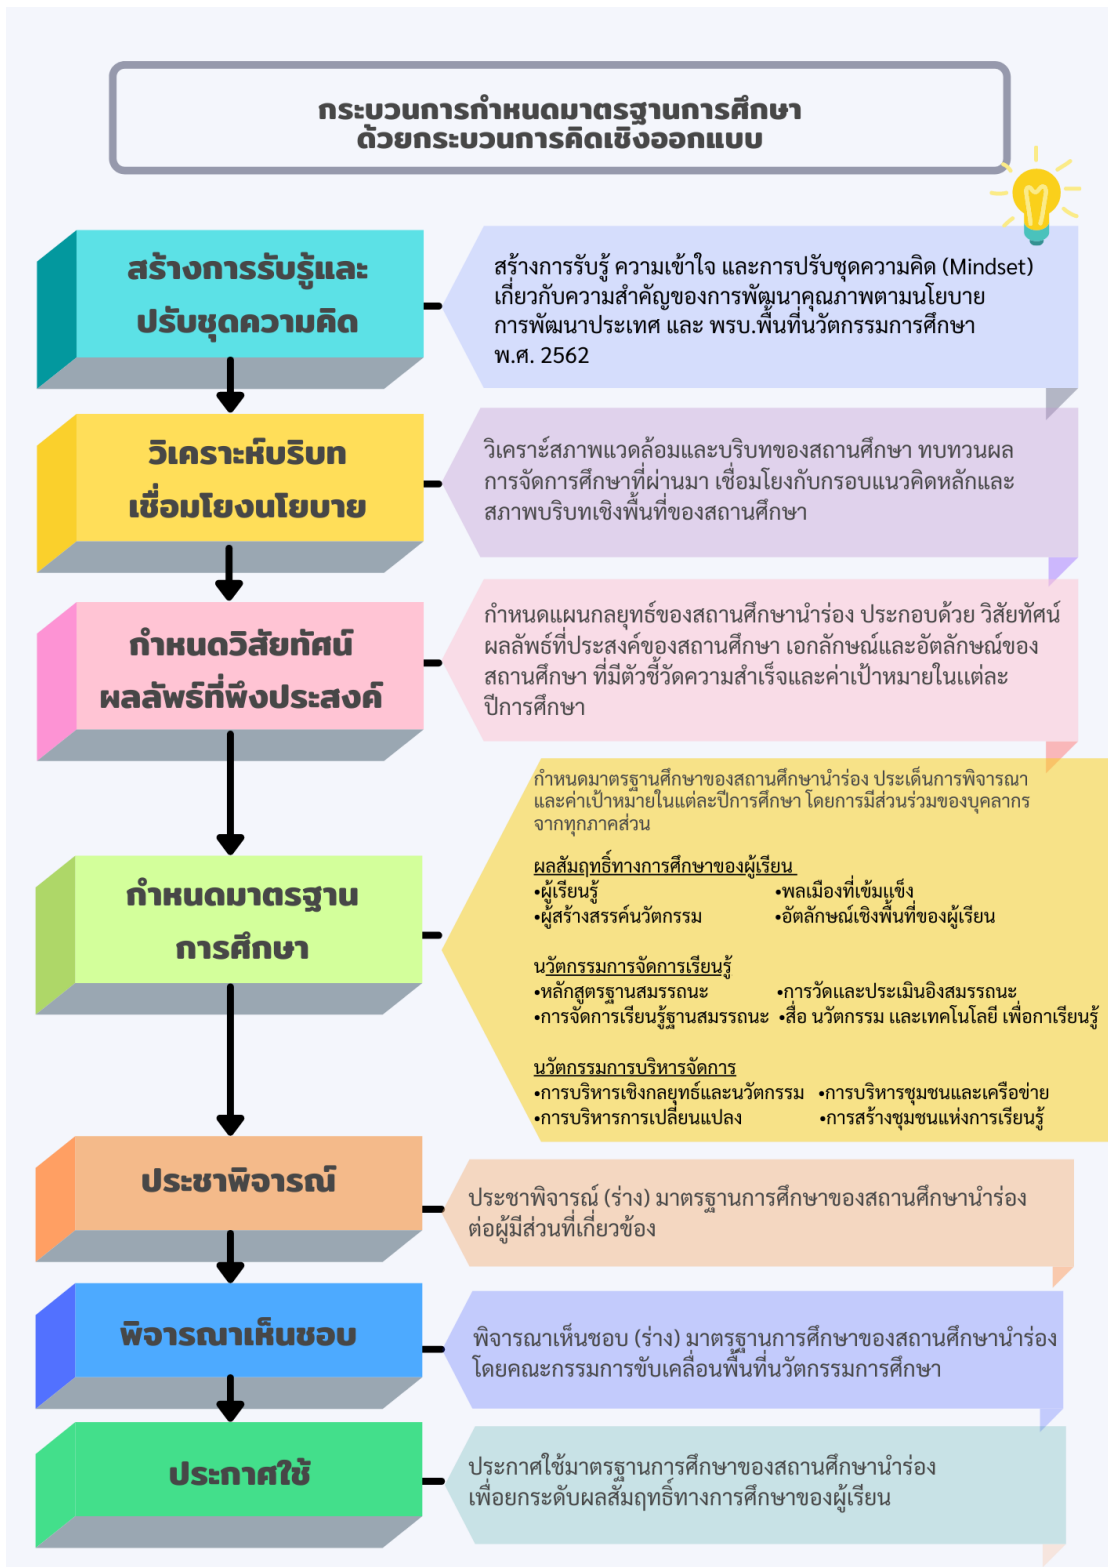 กระบวนการกำหนดมาตรฐานการศึกษา
ด้วยกระบวนการคิดเชิงออกแบบ
สร้างการรับรู้และ
ปรับชุดความคิด
สร้างการรับรู้ ความเข้าใจ และการปรับชุดความคิด (Mindset)
เกี่ยวกับความสำคัญของการพัฒนาคุณภาพตามนโยบาย
การพัฒนาประเทศ และ พรบ.พื้นที่นวัตกรรมการศึกษา
พ.ศ. 2562
วิเคราะห์บริบท
เชื่อมโยงนโยบาย
วิเคราะ์สภาพแวดล้อมและบริบทของสถานศึกษา ทบทวนผล
การจัดการศึกษาที่ผ่านมา เชื่อมโยงกับกรอบแนวคิดหลักและ
สภาพบริบทเชิงพื้นที่ของสถานศึกษา
กำหนดวิสัยทัศน์
ผลลัพธ์ที่พึงประสงค์
กำหนดแผนกลยุทธ์ของสถานศึกษานำร่อง ประกอบด้วย วิสัยทัศน์
ผลลัพธ์ที่ประสงค์ของสถานศึกษา เอกลักษณ์และอัตลักษณ์ของ
สถานศึกษา ที่มีตัวชี้วัดความสำเร็จและค่าเป้าหมายในแต่ละ
ปีการศึกษา
กำหนดมาตรฐาน
การศึกษา
กำหนดมาตรฐานศึกษาของสถานศึกษานำร่อง ประเด็นการพิจารณา
และค่าเป้าหมายในแต่ละปีการศึกษา โดยการมีส่วนร่วมของบุคลากร
จากทุกภาคส่วน
ผลสัมฤทธิ์ทางการศึกษาของผู้เรียน
•ผู้เรียนรู้ •พลเมืองที่เข้มแข็ง
•ผู้สร้างสรรค์นวัตกรรม •อัตลักษณ์เชิงพื้นที่ของผู้เรียน
นวัตกรรมการจัดการเรียนรู้
•หลักสูตรฐานสมรรถนะ •การวัดและประเมินอิงสมรรถนะ
•การจัดการเรียนรู้ฐานสมรรถนะ •สื่อ นวัตกรรม และเทคโนโลยี เพื่อกาเรียนรู้
นวัตกรรมการบริหารจัดการ
•การบริหารเชิงกลยุทธ์และนวัตกรรม •การบริหารชุมชนและเครือข่าย
•การบริหารการเปลี่ยนแปลง •การสร้างชุมชนแห่งการเรียนรู้
ประชาพิจารณ์
ประชาพิจารณ์ (ร่าง) มาตรฐานการศึกษาของสถานศึกษานำร่อง
ต่อผู้มีส่วนที่เกี่ยวข้อง
พิจารณาเห็นชอบ
พิจารณาเห็นชอบ (ร่าง) มาตรฐานการศึกษาของสถานศึกษานำร่อง
โดยคณะกรรมการขับเคลื่อนพื้นที่นวัตกรรมการศึกษา
ประกาศใช้
ประกาศใช้มาตรฐานการศึกษาของสถานศึกษานำร่อง
เพื่อยกระดับผลสัมฤทธิ์ทางการศึกษาของผู้เรียน